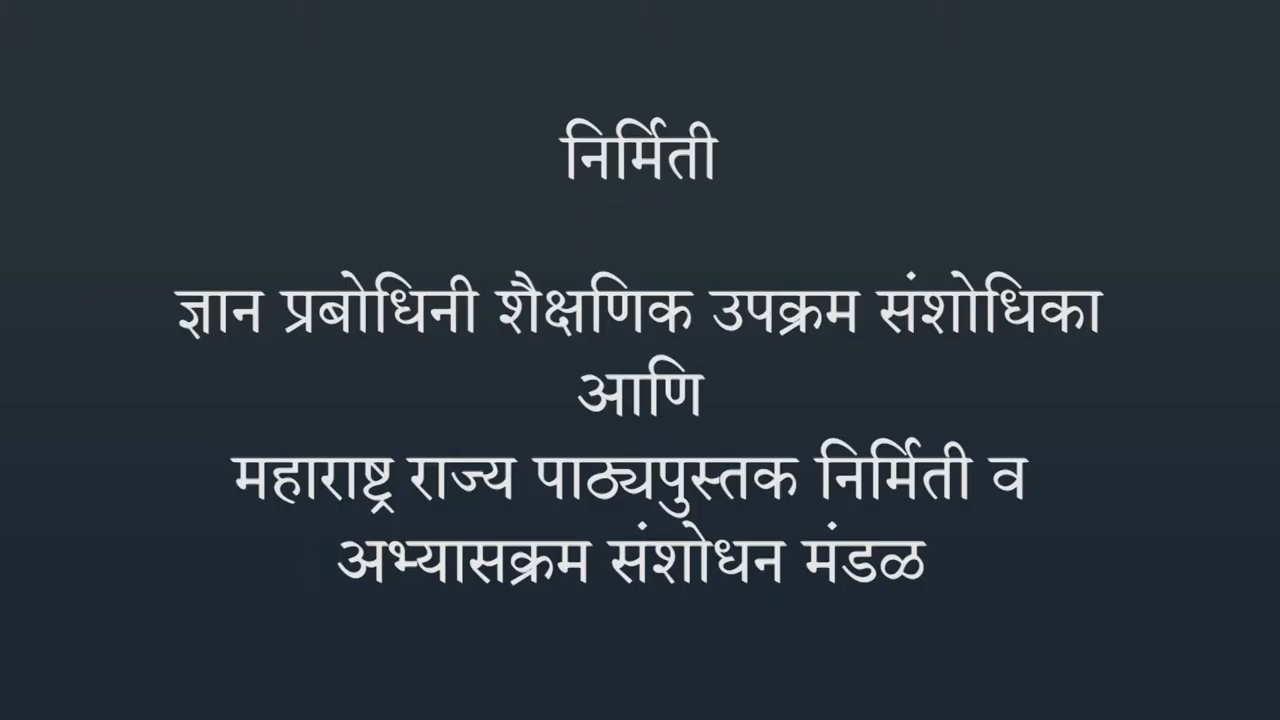 निर्मिती
ज्ञान प्रबोधिनी शैक्षणिक उपक्रम संशोधिका
आणि
महाराष्ट्र राज्य पाठ्यपुस्तक निर्मिती व
अभ्यासक्रम संशोधन मंडळ